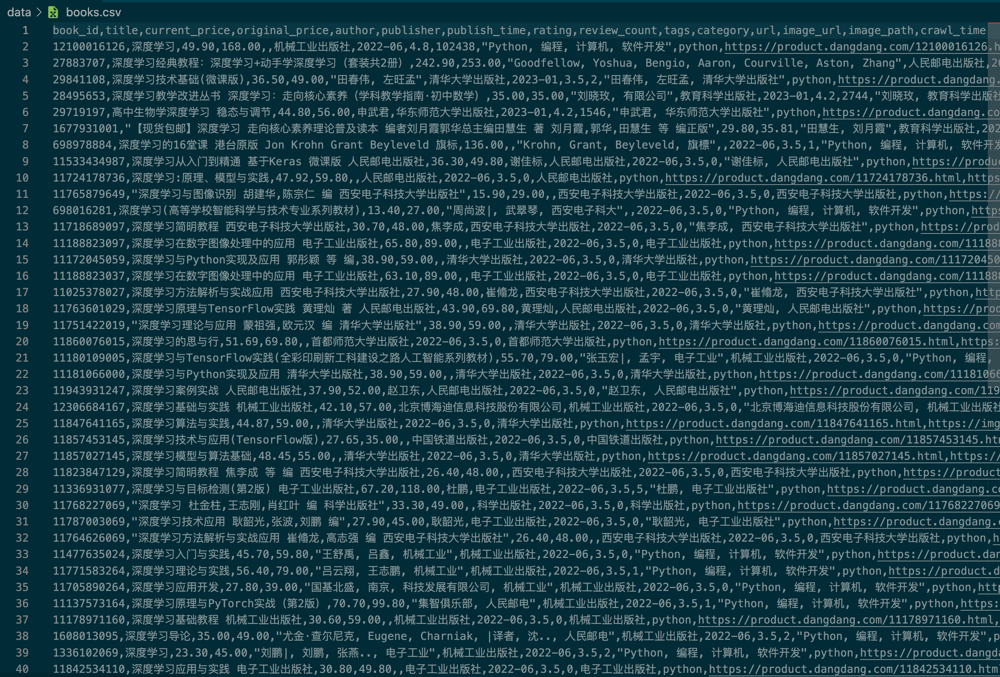 data > books.csv
1 book_id,title,current_price,original_price,author,publisher,publish_time,rating,review_count,tags,category,url,image_url,image_path,crawl_time
2 12100016126,深度学习,49.90,168.00,,机械工业出版社,2022-06,4.8,102438,"Python, 编程, 计算机, 软件开发",python,https://product.dangdang.com/12100016126.h
3 27883707,深度学习经典教程：深度学习+动手学深度学习（套装共2册）,242.90,253.00,"Goodfellow, Yoshua, Bengio, Aaron, Courville, Aston, Zhang",人民邮电出版社,20
4 29841108,深度学习技术基础(微课版),36.50,49.00,"田春伟, 左旺孟",清华大学出版社,2023-01,3.5,2,"田春伟, 左旺孟, 清华大学出版社",python,https://product.dangdang.
5 28495653,深度学习教学改进丛书 深度学习：走向核心素养（学科教学指南·初中数学）,35.00,35.00,"刘晓玫, 有限公司",教育科学出版社,2023-01,4.2,2744,"刘晓玫, 教育科学出版社
6 29719197,高中生物学深度学习 稳态与调节,44.80,56.00,申武君,华东师范大学出版社,2023-01,4.2,1546,"申武君, 华东师范大学出版社",python,https://product.dangdang.co
7 1677931001,"【现货包邮】深度学习 走向核心素养理论普及读本 编者刘月霞郭华总主编田慧生 著 刘月霞,郭华,田慧生 等 编正版",29.80,35.81,"田慧生, 刘月霞",教育科学出版社,202
8 698978884,深度学习的16堂课 港台原版 Jon Krohn Grant Beyleveld 旗标,136.00,,"Krohn, Grant, Beyleveld, 旗標",,2022-06,3.5,1,"Python, 编程, 计算机, 软件开发
9 11533434987,深度学习从入门到精通 基于Keras 微课版 人民邮电出版社,36.30,49.80,谢佳标,人民邮电出版社,2022-06,3.5,0,"谢佳标, 人民邮电出版社",python,https://produc
10 11724178736,深度学习:原理、模型与实践,47.92,59.80,,人民邮电出版社,2022-06,3.5,0,人民邮电出版社,python,https://product.dangdang.com/11724178736.html,https
11 11765879649,"深度学习与图像识别 胡建华,陈宗仁 编 西安电子科技大学出版社",15.90,29.00,,西安电子科技大学出版社,2022-06,3.5,0,西安电子科技大学出版社,python,https://
12 698016281,深度学习(高等学校智能科学与技术专业系列教材),13.40,27.00,"周尚波|, 武翠琴, 西安电子科大",,2022-06,3.5,0,"Python, 编程, 计算机, 软件开发",python,http
13 11718689097,深度学习简明教程 西安电子科技大学出版社,30.70,48.00,焦李成,西安电子科技大学出版社,2022-06,3.5,0,"焦李成, 西安电子科技大学出版社",python,https://prod
14 11188823097,深度学习在数字图像处理中的应用 电子工业出版社,65.80,89.00,,电子工业出版社,2022-06,3.5,0,电子工业出版社,python,https://product.dangdang.com/11188
15 11172045059,深度学习与Python实现及应用 郭彤颖 等 编,38.90,59.00,,清华大学出版社,2022-06,3.5,0,清华大学出版社,python,https://product.dangdang.com/111720450
16 11188823037,深度学习在数字图像处理中的应用 电子工业出版社,63.10,89.00,,电子工业出版社,2022-06,3.5,0,电子工业出版社,python,https://product.dangdang.com/11188
17 11025378027,深度学习方法解析与实战应用 西安电子科技大学出版社,27.90,48.00,崔翛龙,西安电子科技大学出版社,2022-06,3.5,0,"崔翛龙, 西安电子科技大学出版社",python,http
18 11763601029,深度学习原理与TensorFlow实践 黄理灿 著 人民邮电出版社,43.90,69.80,黄理灿,人民邮电出版社,2022-06,3.5,0,"黄理灿, 人民邮电出版社",python,https://prod
19 11751422019,"深度学习理论与应用 蒙祖强,欧元汉 编 清华大学出版社",38.90,59.00,,清华大学出版社,2022-06,3.5,0,清华大学出版社,python,https://product.dangdang.com
20 11860076015,深度学习的思与行,51.69,69.80,,首都师范大学出版社,2022-06,3.5,0,首都师范大学出版社,python,https://product.dangdang.com/11860076015.html,https:
21 11180109005,深度学习与TensorFlow实践(全彩印刷新工科建设之路人工智能系列教材),55.70,79.00,"张玉宏|, 孟宇, 电子工业",机械工业出版社,2022-06,3.5,0,"Python, 编程,
22 11181066000,深度学习与Python实现及应用 清华大学出版社,38.90,59.00,,清华大学出版社,2022-06,3.5,0,清华大学出版社,python,https://product.dangdang.com/1118106
23 11943931247,深度学习案例实战 人民邮电出版社,37.90,52.00,赵卫东,人民邮电出版社,2022-06,3.5,0,"赵卫东, 人民邮电出版社",python,https://product.dangdang.com/119
24 12306684167,深度学习基础与实践 机械工业出版社,42.10,57.00,北京博海迪信息科技股份有限公司,机械工业出版社,2022-06,3.5,0,"北京博海迪信息科技股份有限公司, 机械工业出版社
25 11847641165,深度学习算法与实践,44.87,59.00,,清华大学出版社,2022-06,3.5,0,清华大学出版社,python,https://product.dangdang.com/11847641165.html,https://img
26 11857453145,深度学习技术与应用(TensorFlow版),27.65,35.00,,中国铁道出版社,2022-06,3.5,0,中国铁道出版社,python,https://product.dangdang.com/11857453145.htm
27 11857027145,深度学习模型与算法基础,48.45,55.00,,清华大学出版社,2022-06,3.5,0,清华大学出版社,python,https://product.dangdang.com/11857027145.html,https://
28 11823847129,深度学习简明教程 焦李成 等 编 西安电子科技大学出版社,26.40,48.00,,西安电子科技大学出版社,2022-06,3.5,0,西安电子科技大学出版社,python,https://product
29 11336931077,深度学习与目标检测(第2版) 电子工业出版社,67.20,118.00,杜鹏,电子工业出版社,2022-06,3.5,5,"杜鹏, 电子工业出版社",python,https://product.dangdang.co
30 11768227069,"深度学习 杜金柱,王志刚,肖红叶 编 科学出版社",33.30,49.00,,科学出版社,2022-06,3.5,0,科学出版社,python,https://product.dangdang.com/11768227069
31 11787003069,"深度学习技术应用 耿韶光,张波,刘鹏 编",27.90,45.00,耿韶光,电子工业出版社,2022-06,3.5,0,"耿韶光, 电子工业出版社",python,https://product.dangdang.
32 11764626069,"深度学习方法解析与实战应用 崔翛龙,高志强 编 西安电子科技大学出版社",26.40,48.00,,西安电子科技大学出版社,2022-06,3.5,0,西安电子科技大学出版社,python,h
33 11477635024,深度学习入门与实践,45.70,59.80,"王舒禹, 吕鑫, 机械工业",机械工业出版社,2022-06,3.5,0,"Python, 编程, 计算机, 软件开发",python,https://product.dan
34 11771583264,深度学习理论与实践,56.40,79.00,"吕云翔, 王志鹏, 机械工业",机械工业出版社,2022-06,3.5,1,"Python, 编程, 计算机, 软件开发",python,https://product.d
35 11705890264,深度学习应用开发,27.80,39.00,"国基北盛, 南京, 科技发展有限公司, 机械工业",机械工业出版社,2022-06,3.5,0,"Python, 编程, 计算机, 软件开发",python,http
36 11137573164,深度学习原理与PyTorch实战（第2版）,70.70,99.80,"集智俱乐部, 人民邮电",机械工业出版社,2022-06,3.5,1,"Python, 编程, 计算机, 软件开发",python,https:
37 11178971160,深度学习基础教程 机械工业出版社,30.60,59.00,,机械工业出版社,2022-06,3.5,0,机械工业出版社,python,https://product.dangdang.com/11178971160.html,
38 1608013095,深度学习导论,35.00,49.00,"尤金·查尔尼克, Eugene, Charniak, |译者, 沈.., 人民邮电",机械工业出版社,2022-06,3.5,2,"Python, 编程, 计算机, 软件开发",p
39 1336102069,深度学习,23.30,45.00,"刘鹏|, 刘鹏, 张燕.., 电子工业",机械工业出版社,2022-06,3.5,2,"Python, 编程, 计算机, 软件开发",python,https://product.dangda
40 11842534110,深度学习应用与实践 电子工业出版社,30.80,49.80,,电子工业出版社,2022-06,3.5,0,电子工业出版社,python,https://product.dangdang.com/11842534110.html